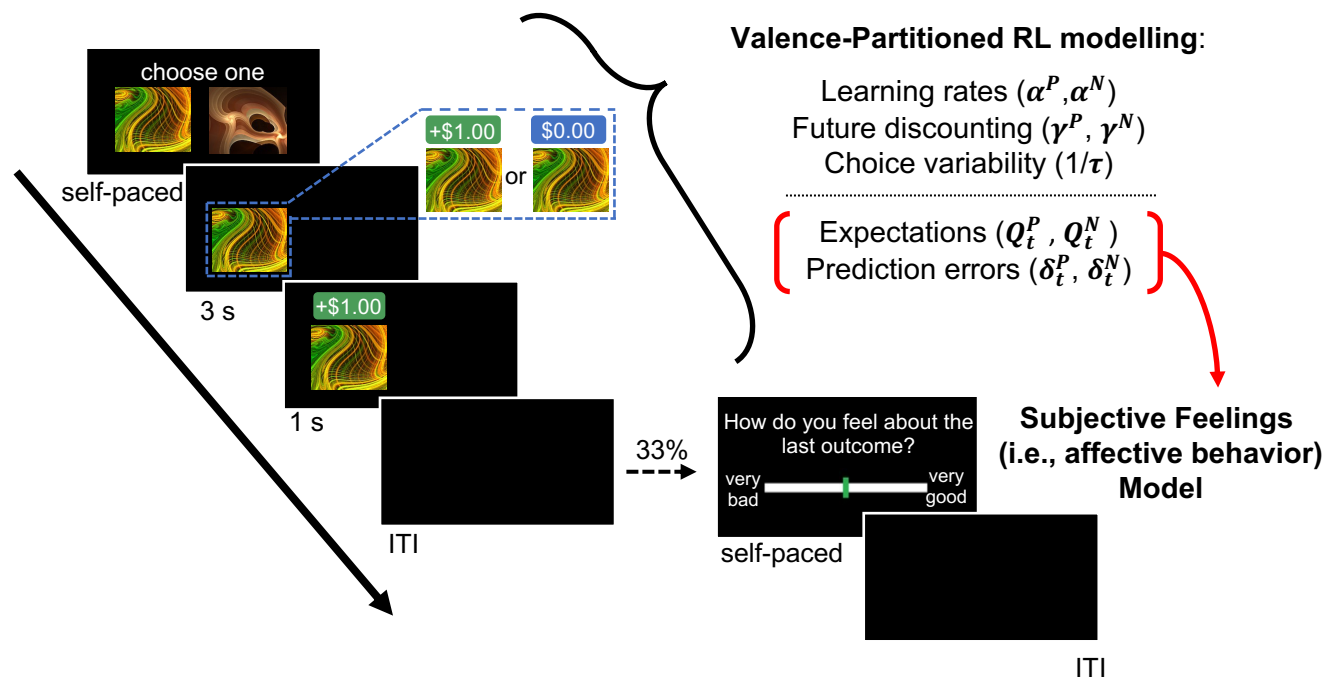 choose one
self-paced
+$1.00
$0.00
or
3 s
+$1.00
1 s
ITI
33%
How do you feel about the
last outcome?
very
bad
very
good
self-paced
ITI
Valence-Partitioned RL modelling:
Learning rates (𝜶ᴾ,𝜶ᴺ)
Future discounting (𝜸ᴾ, 𝜸ᴺ)
Choice variability (1/𝝉)
Expectations (𝑸ₜᴾ , 𝑸ₜᴺ )
Prediction errors (𝜹ₜᴾ, 𝜹ₜᴺ)
Subjective Feelings
(i.e., affective behavior)
Model